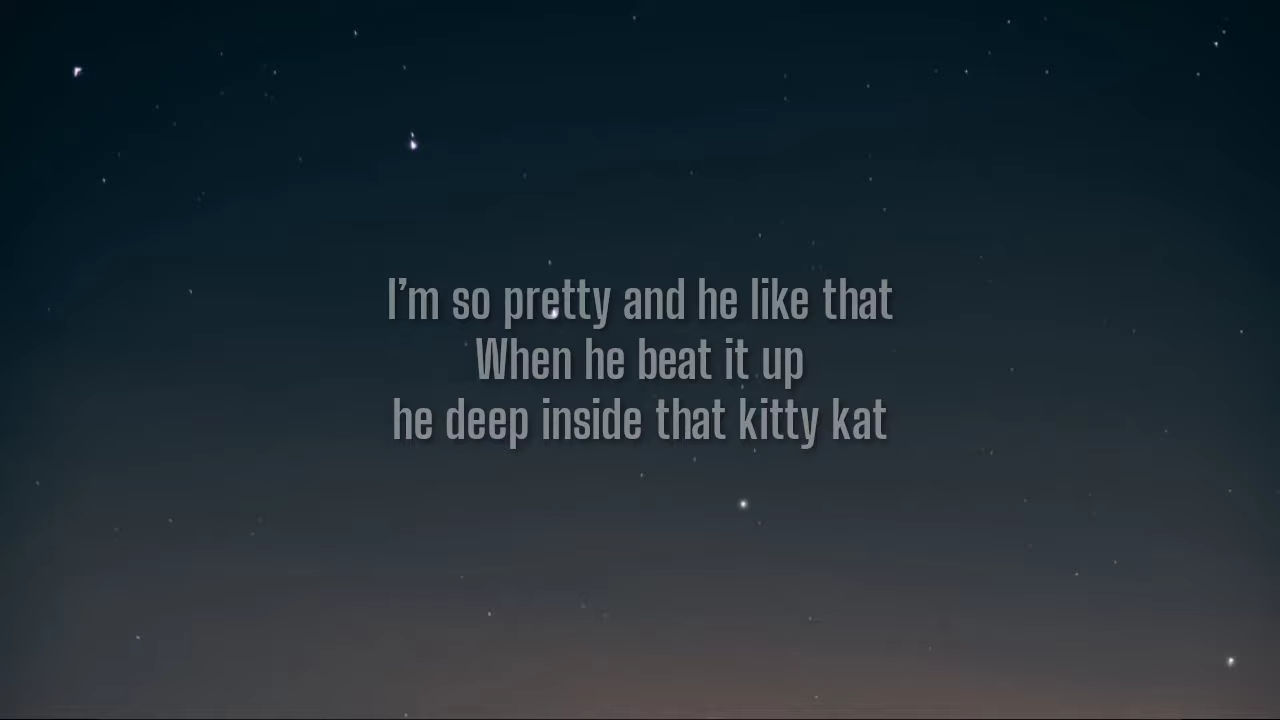 I'm so pretty and he like that
When he beat it up
he deep inside that kitty kat